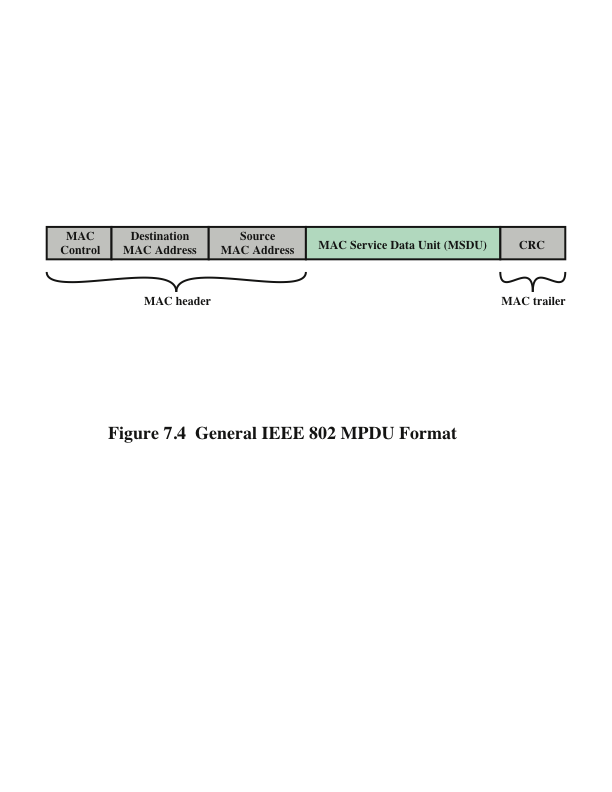 MAC
Control
Destination
MAC Address
Source
MAC Address
MAC Service Data Unit (MSDU)
CRC
MAC header
MAC trailer
Figure 7.4  General IEEE 802 MPDU Format